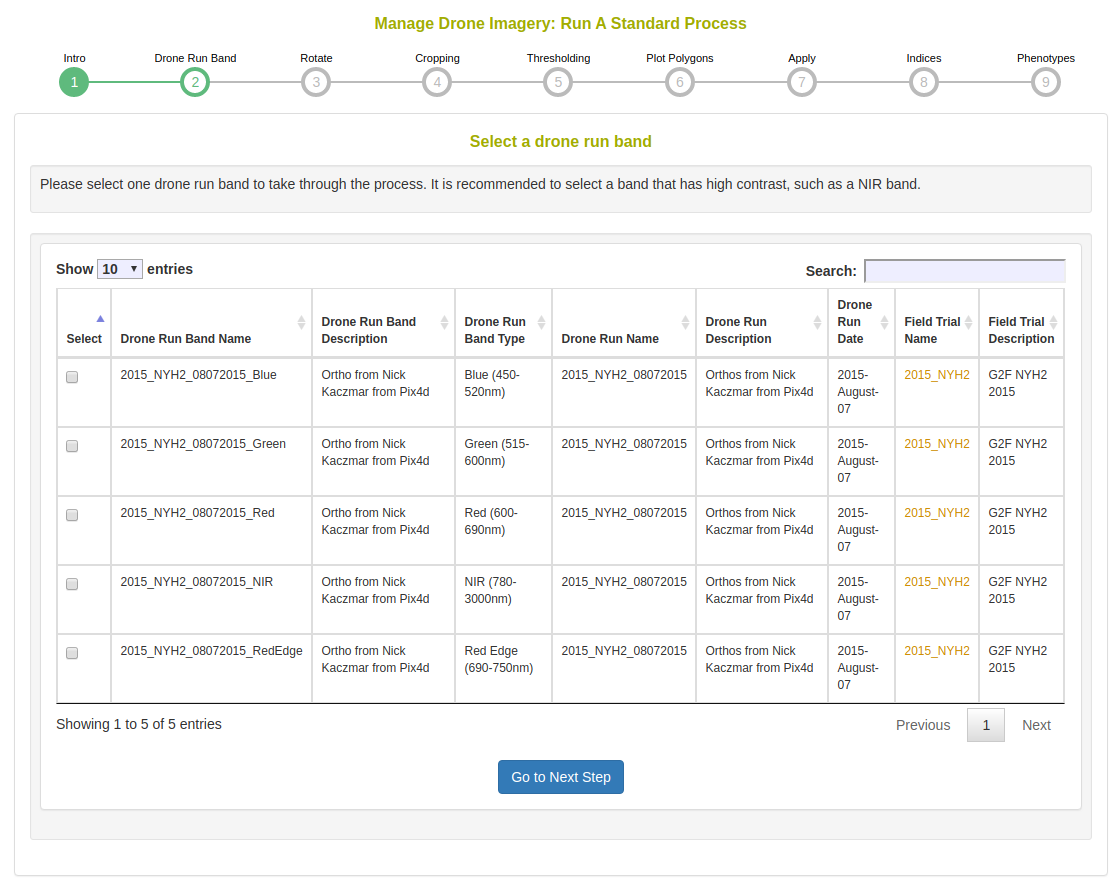 Manage Drone Imagery: Run A Standard Process
Intro
Drone Run Band
Rotate
Cropping
Thresholding
Plot Polygons
Apply
Indices
Phenotypes
1
2
3
4
5
6
7
8
9
Select a drone run band
Please select one drone run band to take through the process. It is recommended to select a band that has high contrast, such as a NIR band.
Show 10 entries
Search:
Select
Drone Run Band Name
Drone Run Band
Description
Drone Run
Band Type
Drone Run Name
Drone Run
Description
Drone
Run
Date
Field Trial
Name
Field Trial
Description
2015_NYH2_08072015_Blue
Ortho from Nick
Kaczmar from Pix4d
Blue (450-
520nm)
2015_NYH2_08072015
Orthos from Nick
Kaczmar from Pix4d
2015-
August-
07
2015_NYH2
G2F NYH2
2015
2015_NYH2_08072015_Green
Ortho from Nick
Kaczmar from Pix4d
Green (515-
600nm)
2015_NYH2_08072015
Orthos from Nick
Kaczmar from Pix4d
2015-
August-
07
2015_NYH2
G2F NYH2
2015
2015_NYH2_08072015_Red
Ortho from Nick
Kaczmar from Pix4d
Red (600-
690nm)
2015_NYH2_08072015
Orthos from Nick
Kaczmar from Pix4d
2015-
August-
07
2015_NYH2
G2F NYH2
2015
2015_NYH2_08072015_NIR
Ortho from Nick
Kaczmar from Pix4d
NIR (780-
3000nm)
2015_NYH2_08072015
Orthos from Nick
Kaczmar from Pix4d
2015-
August-
07
2015_NYH2
G2F NYH2
2015
2015_NYH2_08072015_RedEdge
Ortho from Nick
Kaczmar from Pix4d
Red Edge
(690-750nm)
2015_NYH2_08072015
Orthos from Nick
Kaczmar from Pix4d
2015-
August-
07
2015_NYH2
G2F NYH2
2015
Showing 1 to 5 of 5 entries
Previous
1
Next
Go to Next Step